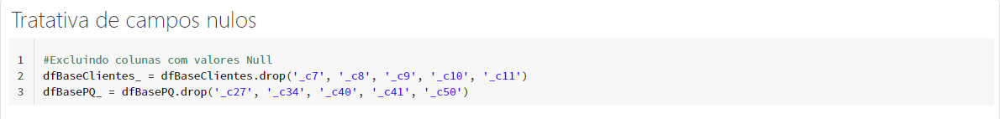 Tratativa de campos nulos
1 #Excluindo colunas com valores Null
2 dfBaseClientes_ = dfBaseClientes.drop('_c7', '_c8', '_c9', '_c10', '_c11')
3 dfBasePQ_ = dfBasePQ.drop('_c27', '_c34', '_c40', '_c41', '_c50')